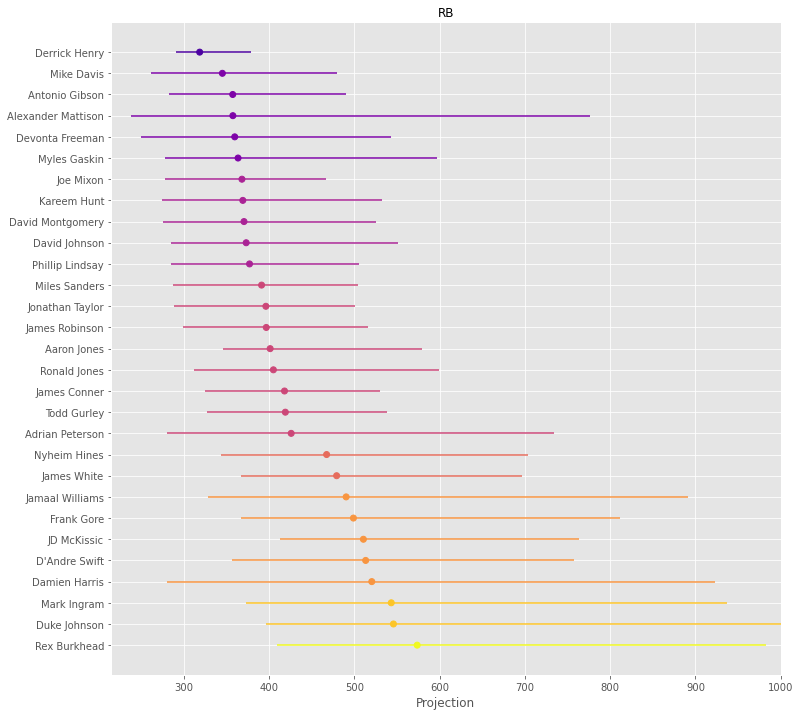 RB
Derrick Henry
Mike Davis
Antonio Gibson
Alexander Mattison
Devonta Freeman
Myles Gaskin
Joe Mixon
Kareem Hunt
David Montgomery
David Johnson
Phillip Lindsay
Miles Sanders
Jonathan Taylor
James Robinson
Aaron Jones
Ronald Jones
James Conner
Todd Gurley
Adrian Peterson
Nyheim Hines
James White
Jamaal Williams
Frank Gore
JD McKissic
D'Andre Swift
Damien Harris
Mark Ingram
Duke Johnson
Rex Burkhead
300 400 500 600 700 800 900 1000
Projection